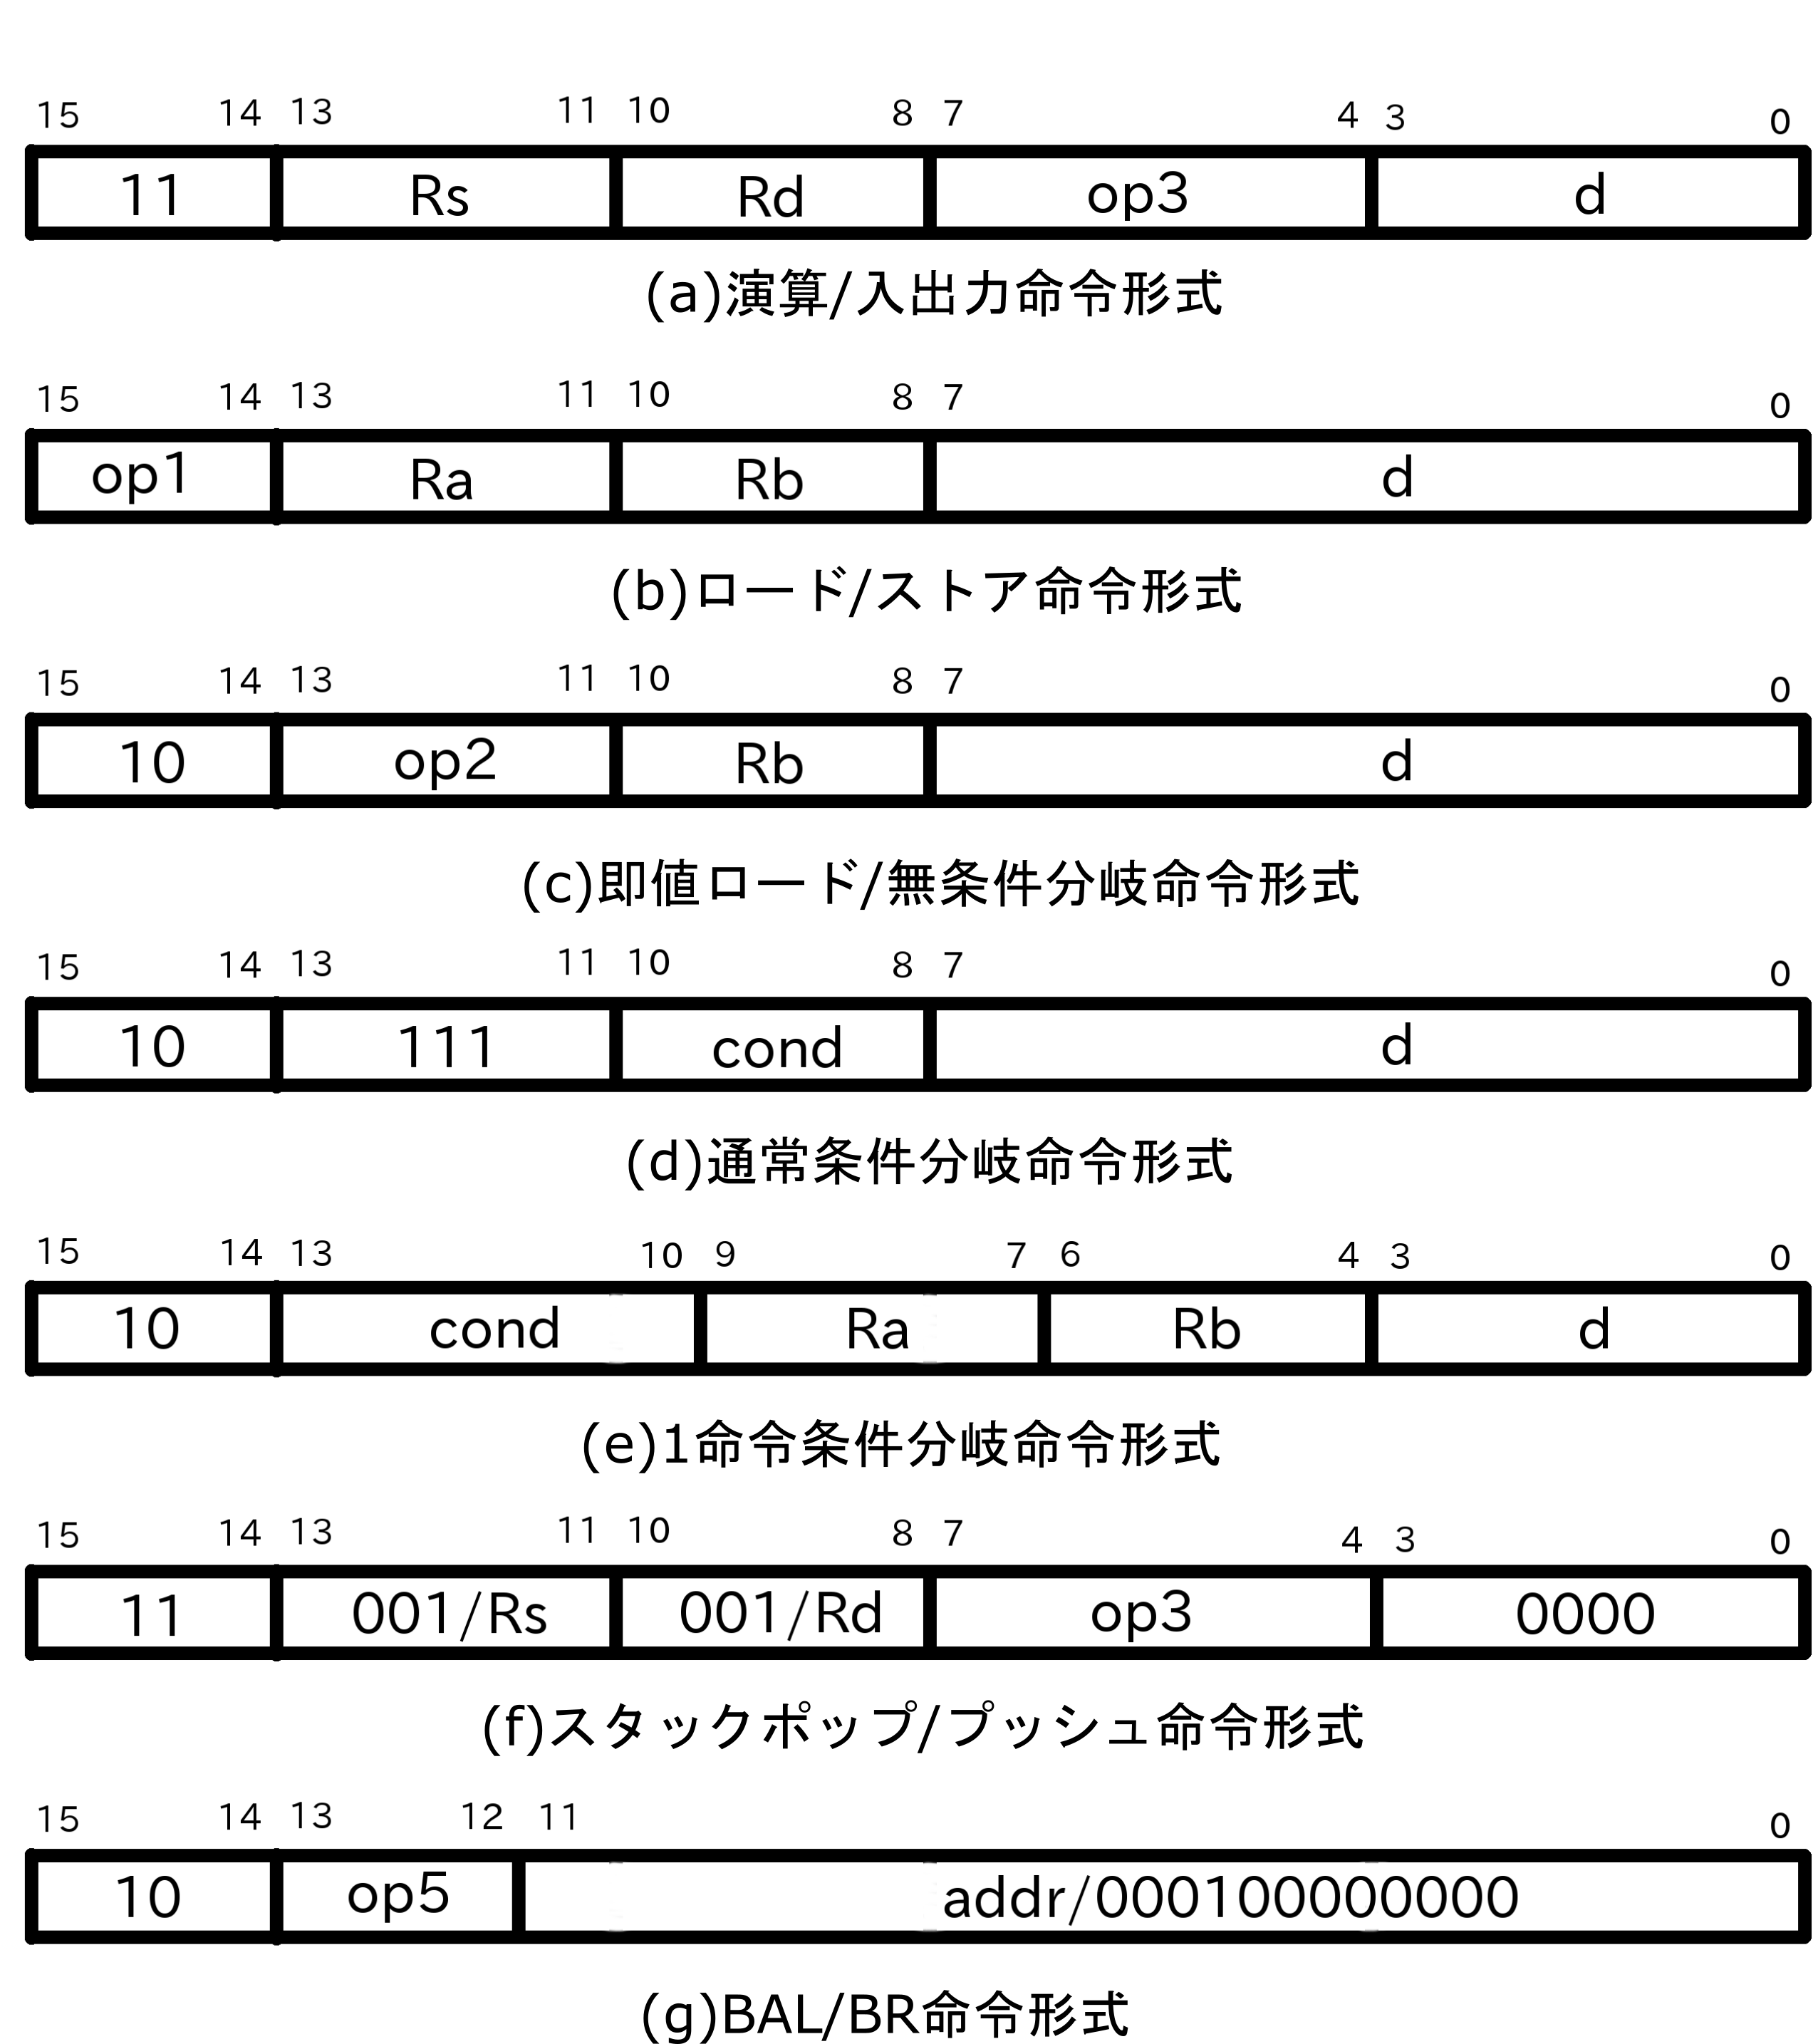 15 14 13 11 10 8 7 4 3 0
11 Rs Rd op3 d
(a)演算/入出力命令形式
15 14 13 11 10 8 7 0
op1 Ra Rb d
(b)ロード/ストア命令形式
15 14 13 11 10 8 7 0
10 op2 Rb d
(c)即値ロード/無条件分岐命令形式
15 14 13 11 10 8 7 0
10 111 cond d
(d)通常条件分岐命令形式
15 14 13 10 9 7 6 4 3 0
10 cond Ra Rb d
(e)1命令条件分岐命令形式
15 14 13 11 10 8 7 4 3 0
11 001/Rs 001/Rd op3 0000
(f)スタックポップ/プッシュ命令形式
15 14 13 12 11 0
10 op5 addr/000100000000
(g)BAL/BR命令形式